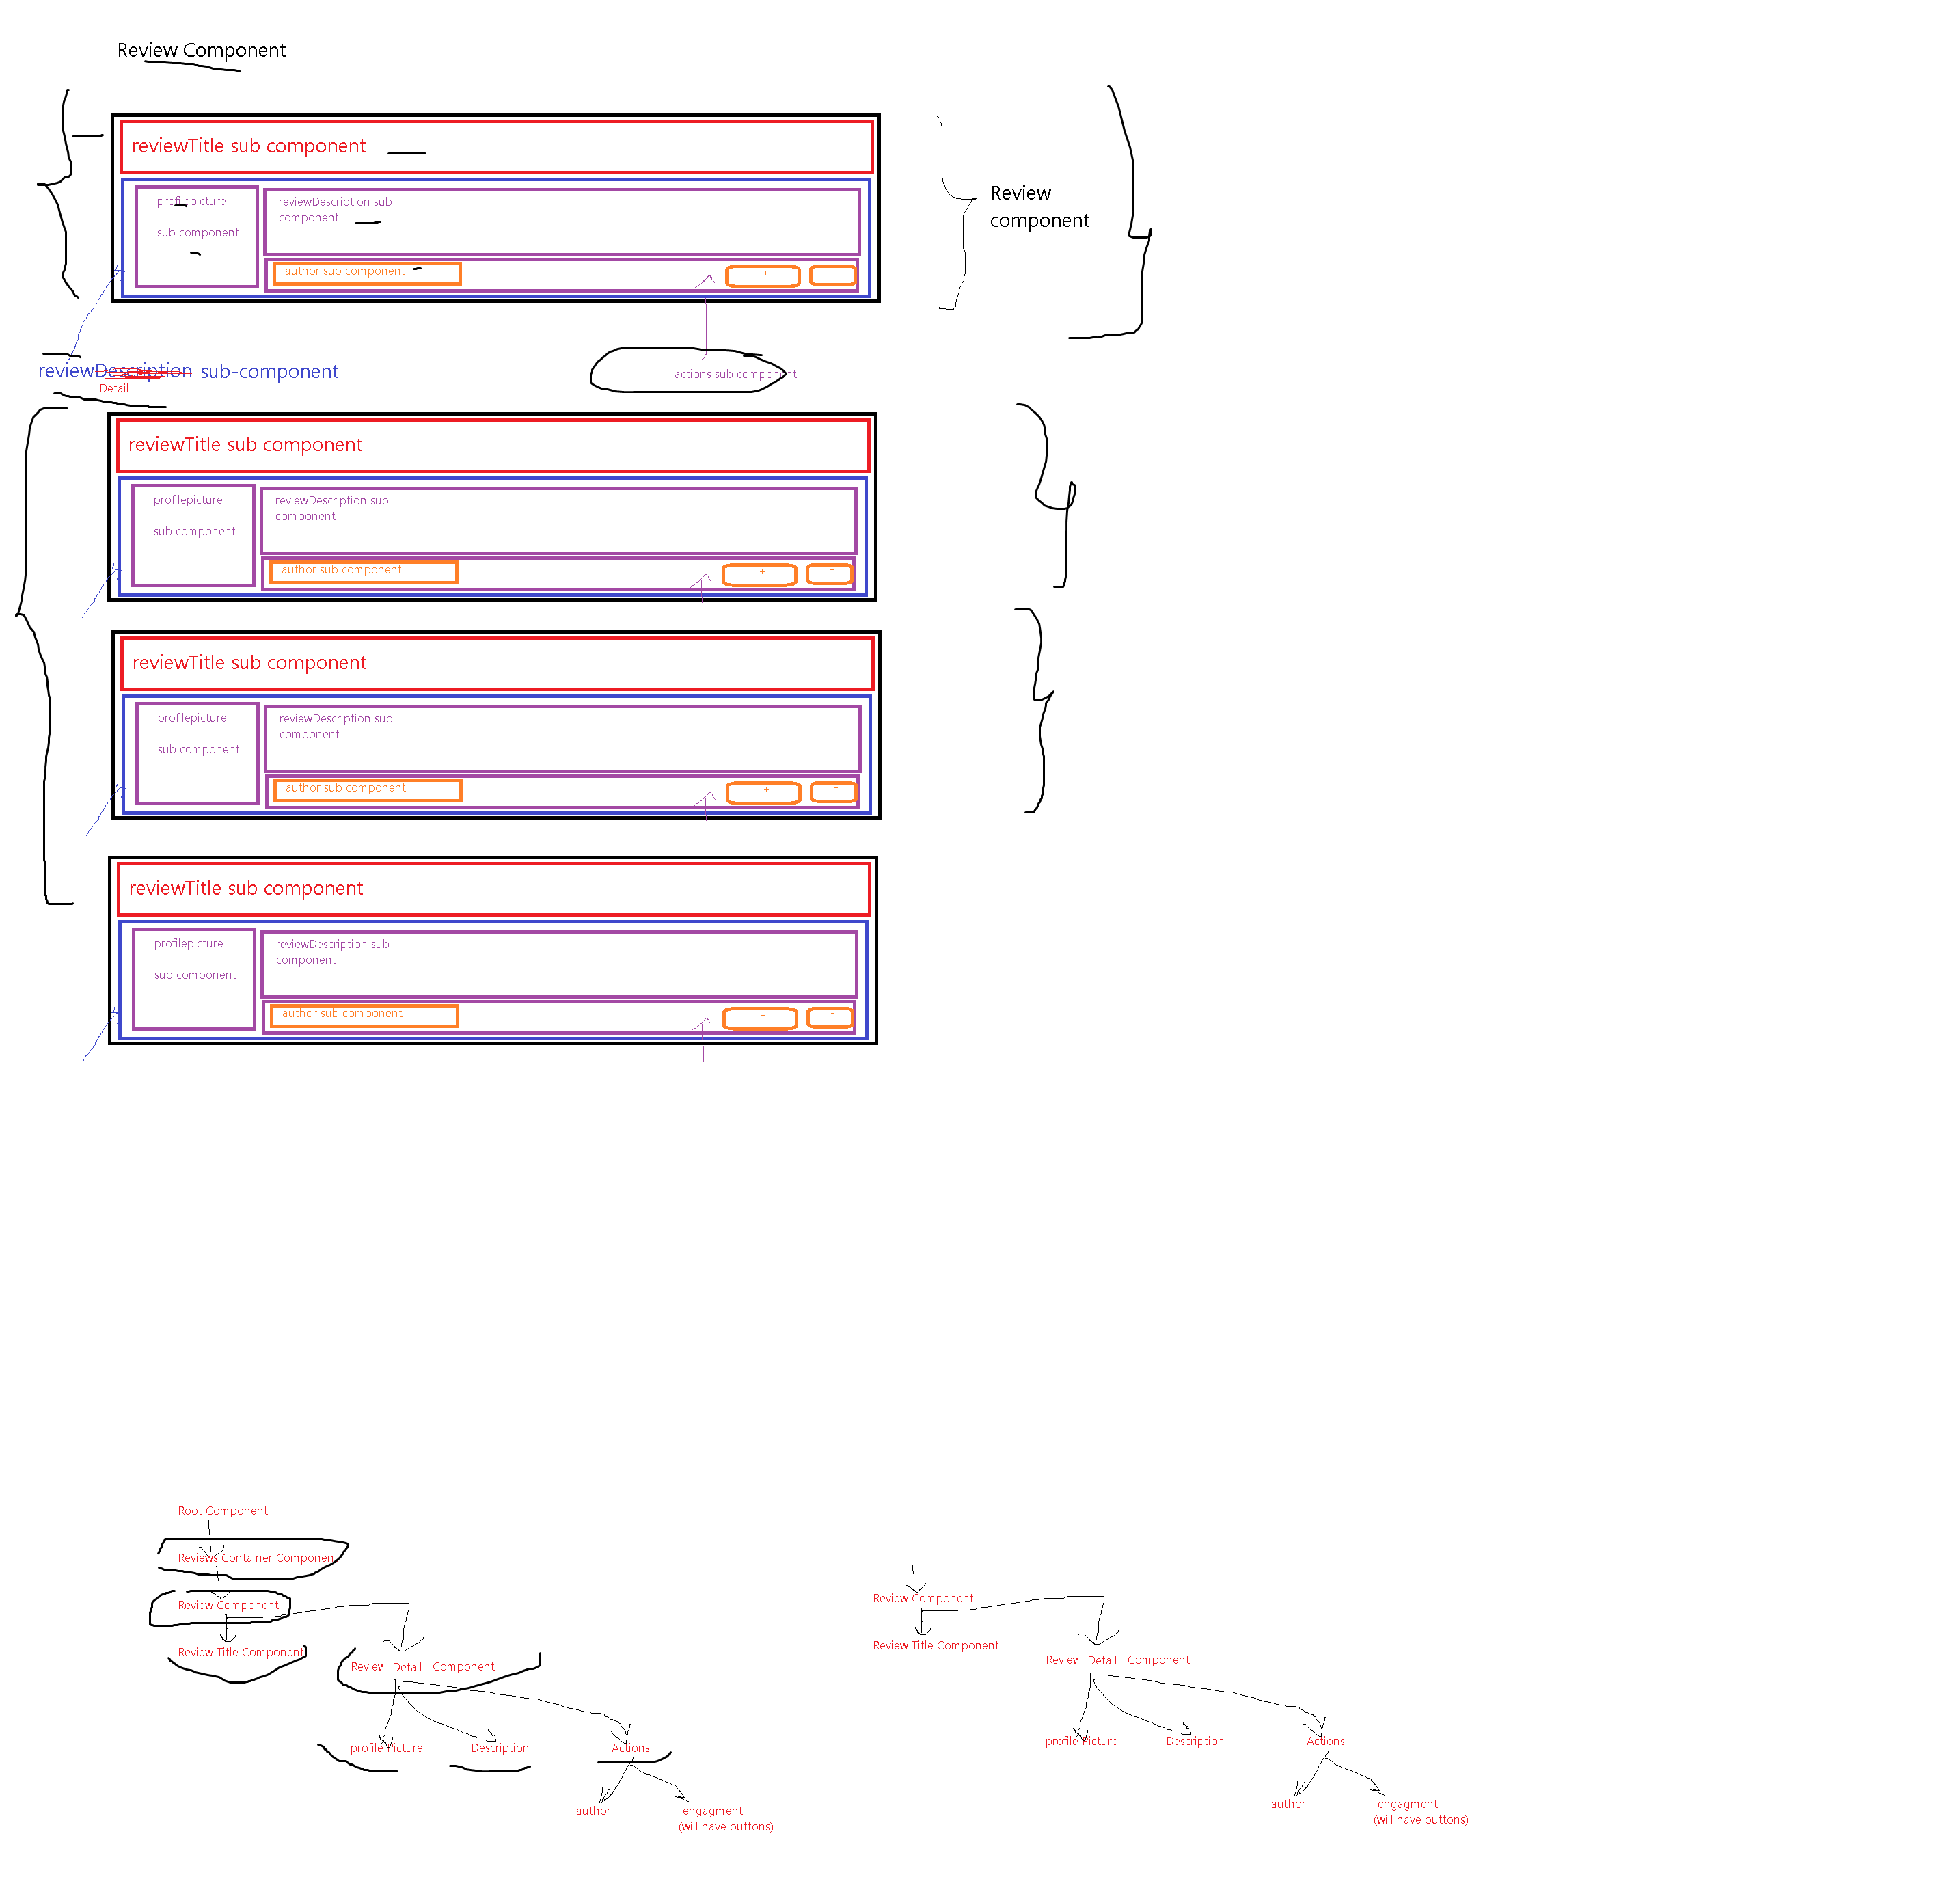 Review Component
reviewTitle sub component
profilepicture
sub component
reviewDescription sub
component
author sub component
+
-
Review
component
reviewDescription sub-component
Detail
actions sub component
reviewTitle sub component
profilepicture
sub component
reviewDescription sub
component
author sub component
+
-
reviewTitle sub component
profilepicture
sub component
reviewDescription sub
component
author sub component
+
-
reviewTitle sub component
profilepicture
sub component
reviewDescription sub
component
author sub component
+
-
Root Component
Reviews Container Component
Review Component
Review Title Component
Review Detail Component
profile Picture
Description
Actions
author
engagment
(will have buttons)
Review Component
Review Title Component
Review Detail Component
profile Picture
Description
Actions
author
engagment
(will have buttons)